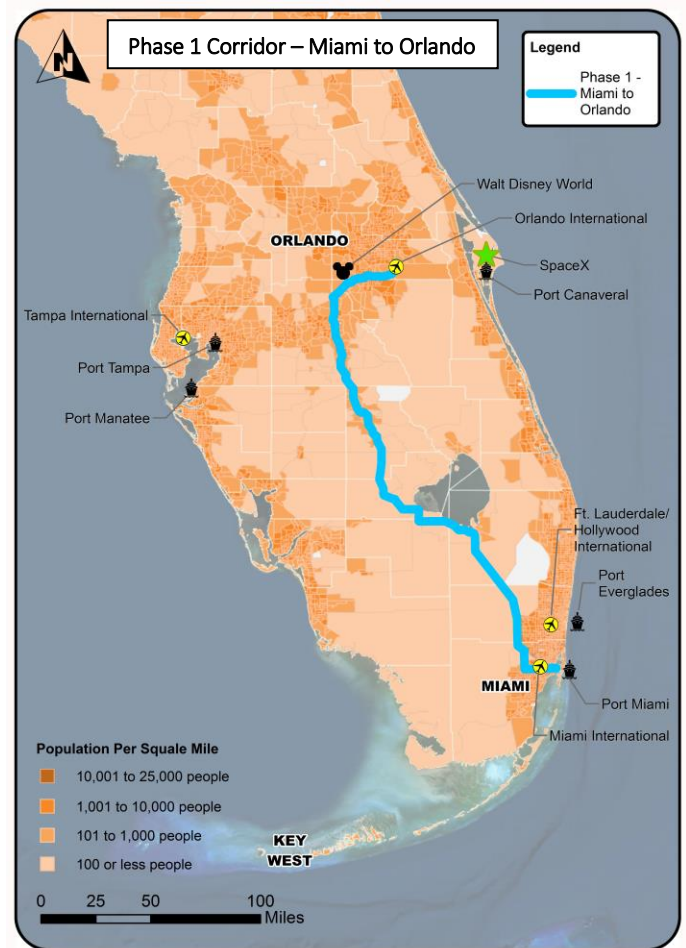 Phase 1 Corridor – Miami to Orlando
N
Legend
Phase 1 -
Miami to
Orlando
Walt Disney World
Orlando International
ORLANDO
SpaceX
Port Canaveral
Tampa International
Port Tampa
Port Manatee
Ft. Lauderdale/
Hollywood
International
Port
Everglades
MIAMI
Port Miami
Miami International
Population Per Squale Mile
10,001 to 25,000 people
1,001 to 10,000 people
101 to 1,000 people
100 or less people
KEY
WEST
0 25 50 100
Miles